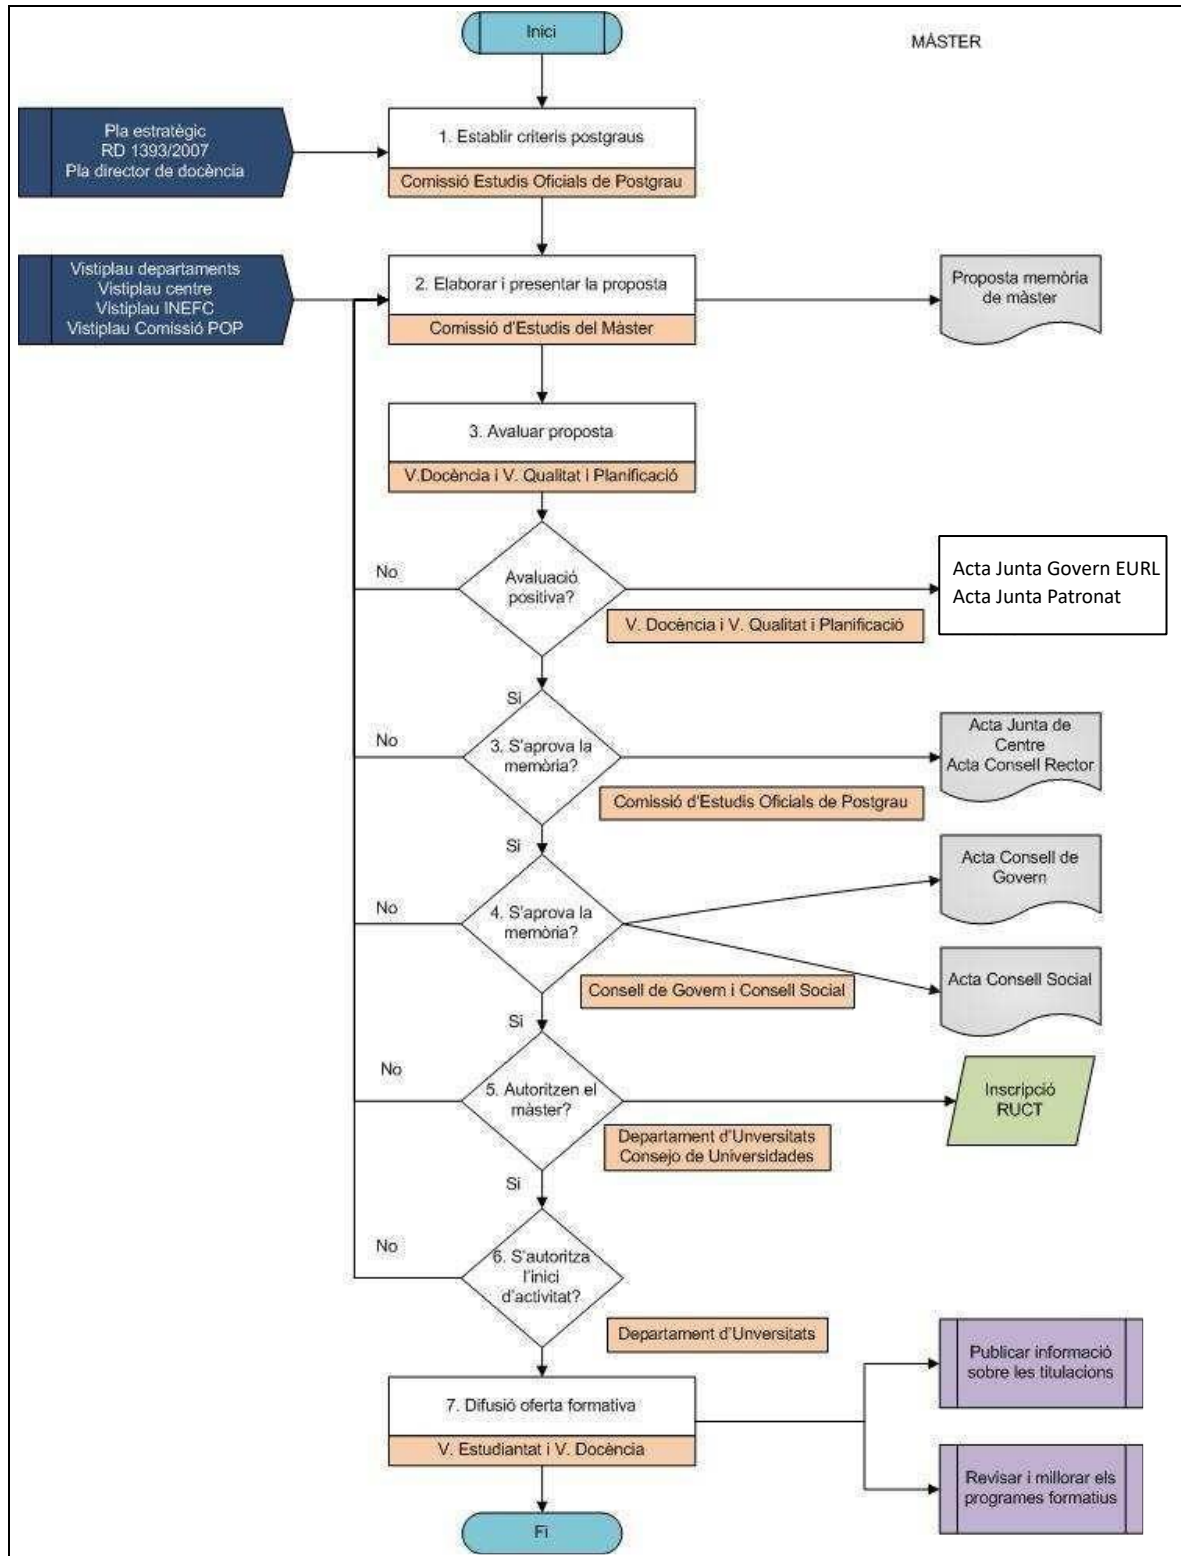 Inici
MÀSTER
Pla estratègic
RD 1393/2007
Pla director de docència
1. Establir criteris postgraus
Comissió Estudis Oficials de Postgrau
Vistiplau departaments
Vistiplau centre
Vistiplau INEFC
Vistiplau Comissió POP
2. Elaborar i presentar la proposta
Comissió d'Estudis del Màster
Proposta memòria
de màster
3. Avaluar proposta
V.Docència i V. Qualitat i Planificació
No
Avaluació
positiva?
V. Docència i V. Qualitat i Planificació
Acta Junta Govern EURL
Acta Junta Patronat
Si
No
3. S'aprova la
memòria?
Comissió d'Estudis Oficials de Postgrau
Acta Junta de
Centre
Acta Consell Rector
Si
No
4. S'aprova la
memòria?
Consell de Govern i Consell Social
Acta Consell de
Govern
Acta Consell Social
Si
No
5. Autoritzen el
màster?
Departament d'Unversitats
Consejo de Universidades
Inscripció
RUCT
Si
No
6. S'autoritza
l'inici
d'activitat?
Departament d'Unversitats
7. Difusió oferta formativa
V. Estudiantat i V. Docència
Publicar informació
sobre les titulacions
Revisar i millorar els
programes formatius
Fi